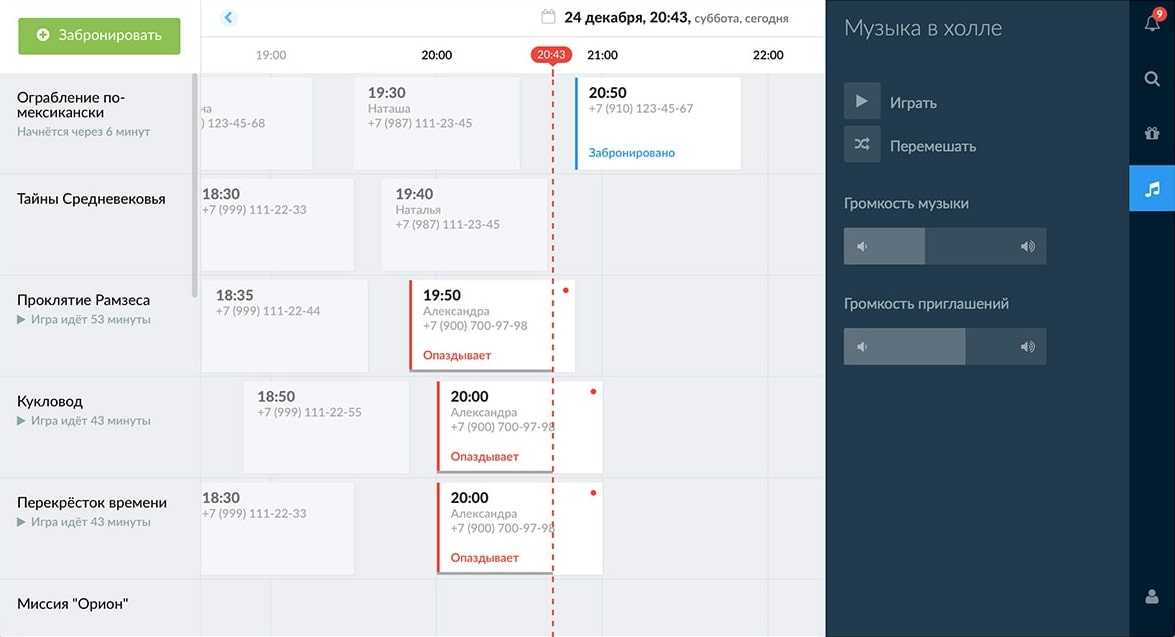 Забронировать
24 декабря, 20:43, суббота, сегодня
19:00 20:00 20:43 21:00 22:00
Ограбление по-
мексикански
Начнётся через 6 минут
на
) 123-45-68
19:30
Наташа
+7 (987) 111-23-45
20:50
+7 (910) 123-45-67
Забронировано
Тайны Средневековья
18:30
+7 (999) 111-22-33
19:40
Наталья
+7 (987) 111-23-45
Проклятие Рамзеса
Игра идёт 53 минуты
18:35
+7 (999) 111-22-44
19:50
Александра
+7 (900) 700-97-98
Опаздывает
Кукловод
Игра идёт 43 минуты
18:50
+7 (999) 111-22-55
20:00
Александра
+7 (900) 700-97-98
Опаздывает
Перекрёсток времени
Игра идёт 43 минуты
18:30
+7 (999) 111-22-33
20:00
Александра
+7 (900) 700-97-98
Опаздывает
Миссия "Орион"
Музыка в холле
Играть
Перемешать
Громкость музыки
Громкость приглашений
9